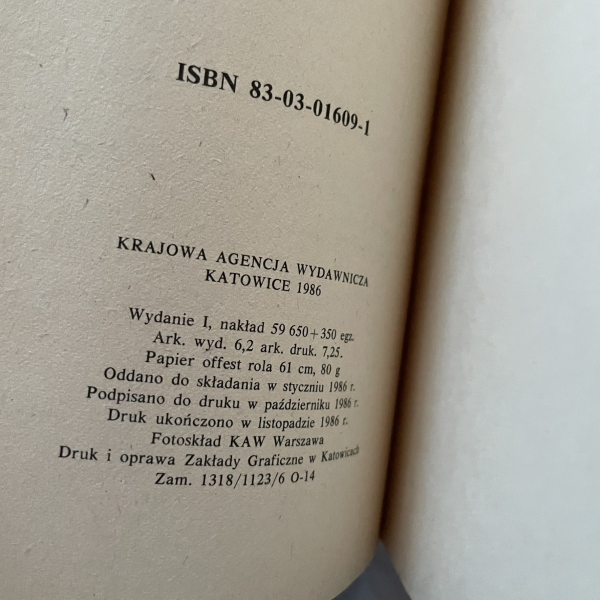 ISBN 83-03-01609-1
KRAJOWA AGENCJA WYDAWNICZA
KATOWICE 1986
Wydanie I, nakład 59 650+350 egz.
Ark. wyd. 6,2 ark. druk. 7,25.
Papier offest rola 61 cm, 80 g
Oddano do składania w styczniu 1986 r.
Podpisano do druku w październiku 1986 r.
Druk ukończono w listopadzie 1986 r.
Fotoskład KAW Warszawa
Druk i oprawa Zakłady Graficzne w Katowicach
Zam. 1318/1123/6 O-14